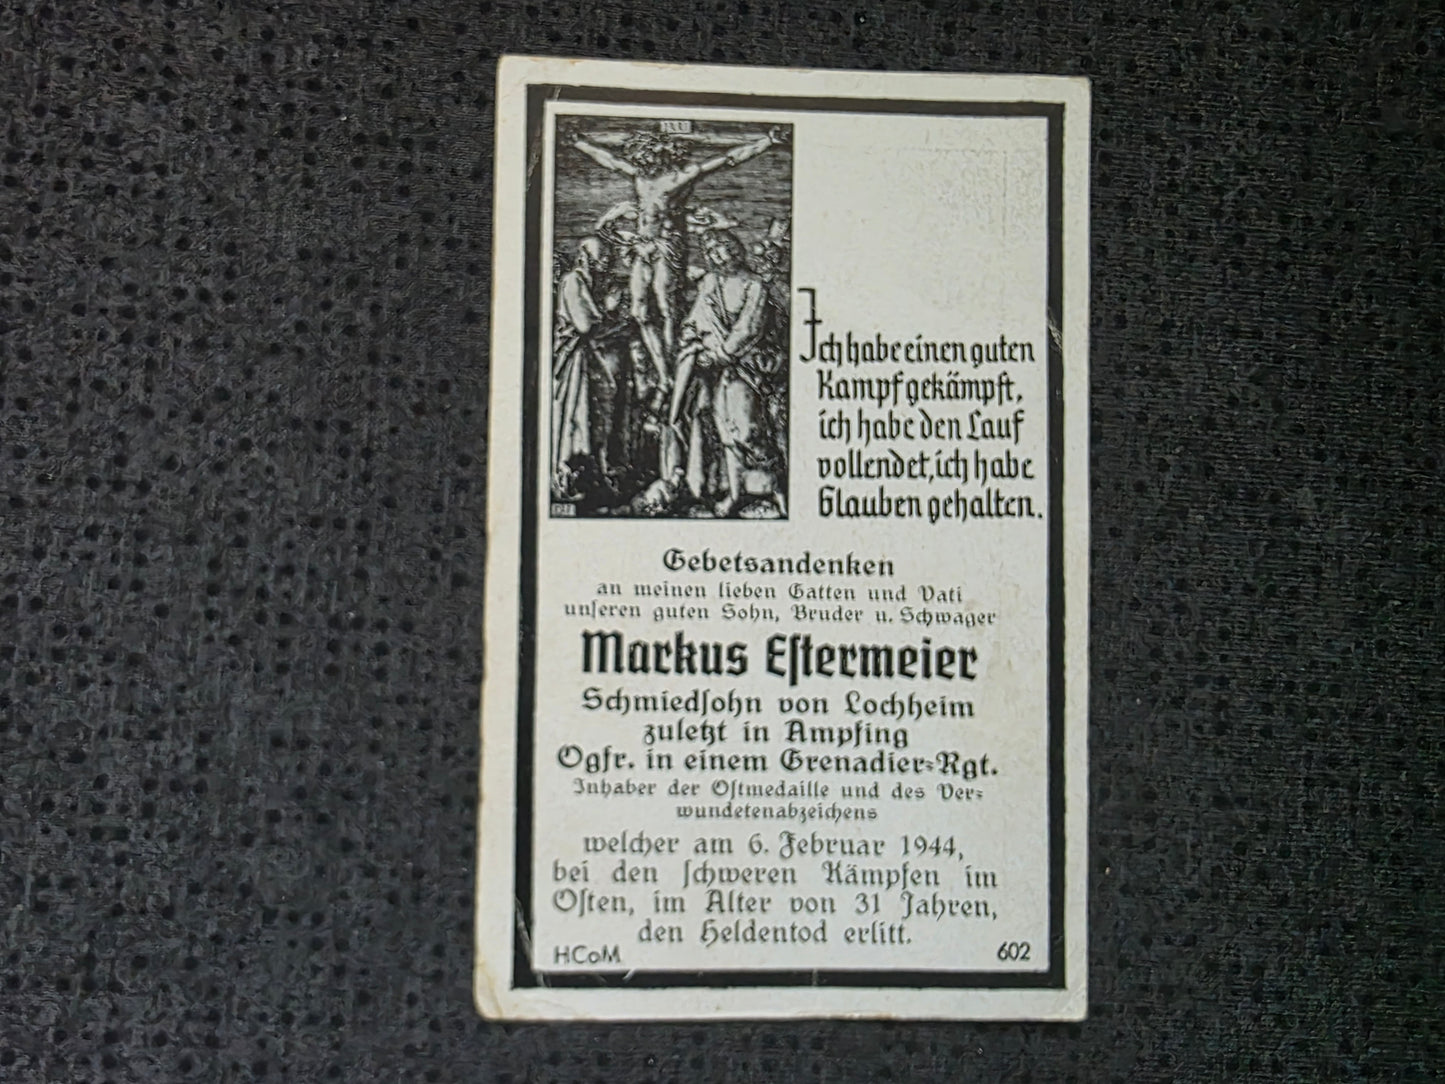 INRI
Ich habe einen guten
Kampf gekämpft,
ich habe den Lauf
vollendet, ich habe
Glauben gehalten.
Gebetsandenken
an meinen lieben Gatten und Vati
unſeren guten Sohn, Bruder u. Schwager
Markus Eſtermeier
Schmiedſohn von Lochheim
zuletzt in Ampfing
Ogfr. in einem Grenadier-Rgt.
Inhaber der Oſtmedaille und des Ver-
wundetenabzeichens
welcher am 6. Februar 1944,
bei den ſchweren Kämpfen im
Oſten, im Alter von 31 Jahren,
den Heldentod erlitt.
HCoM 602